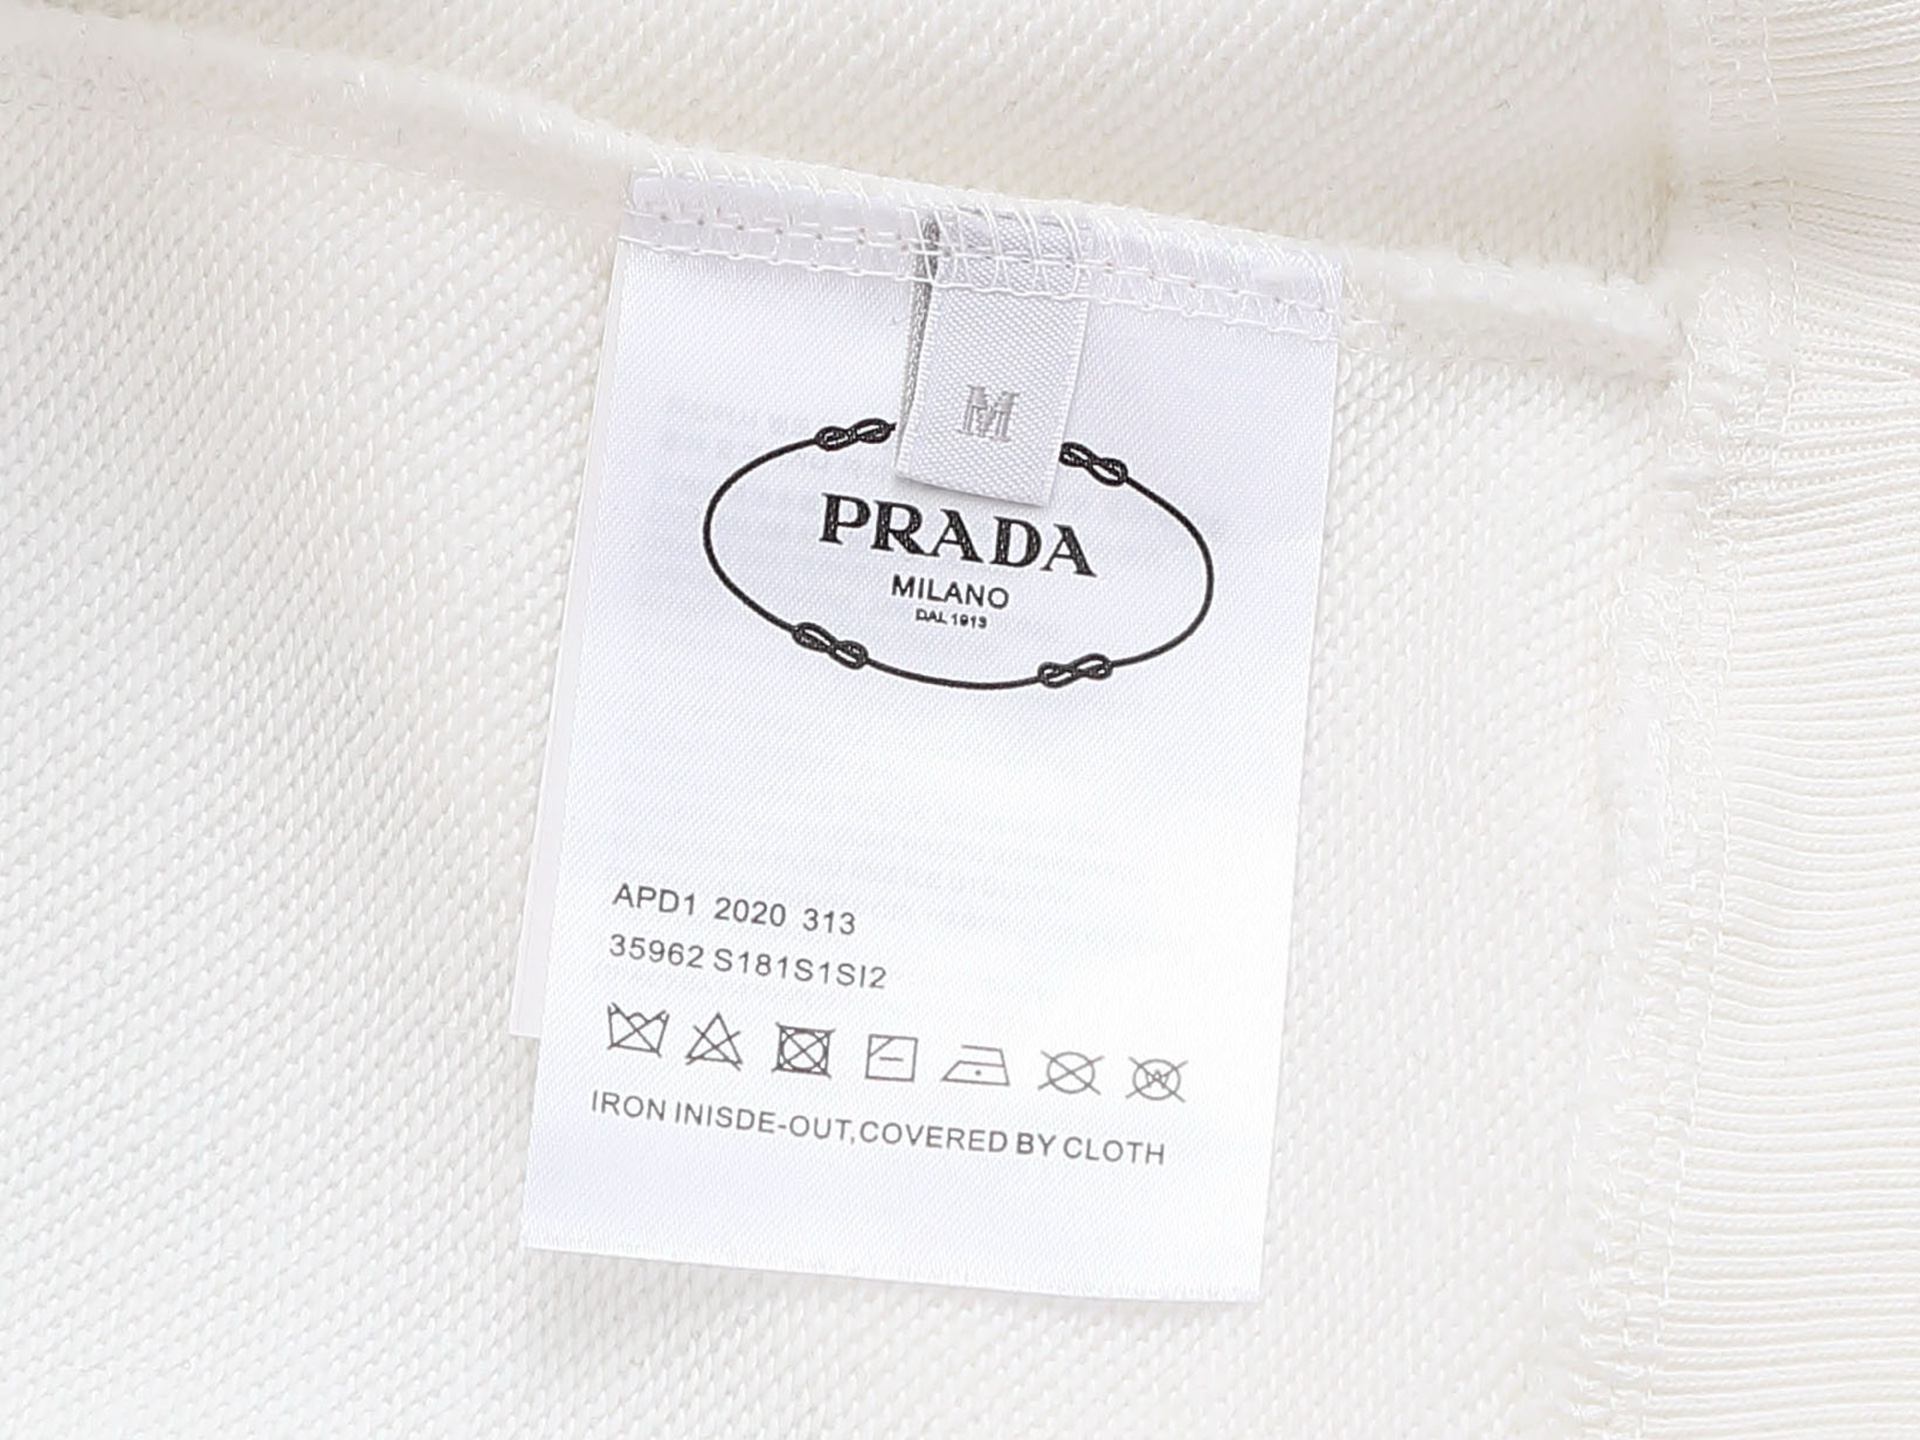 M
PRADA
MILANO
DAL 1913
APD1 2020 313
35962 S181S1SI2
W
IRON INISDE-OUT,COVERED BY CLOTH